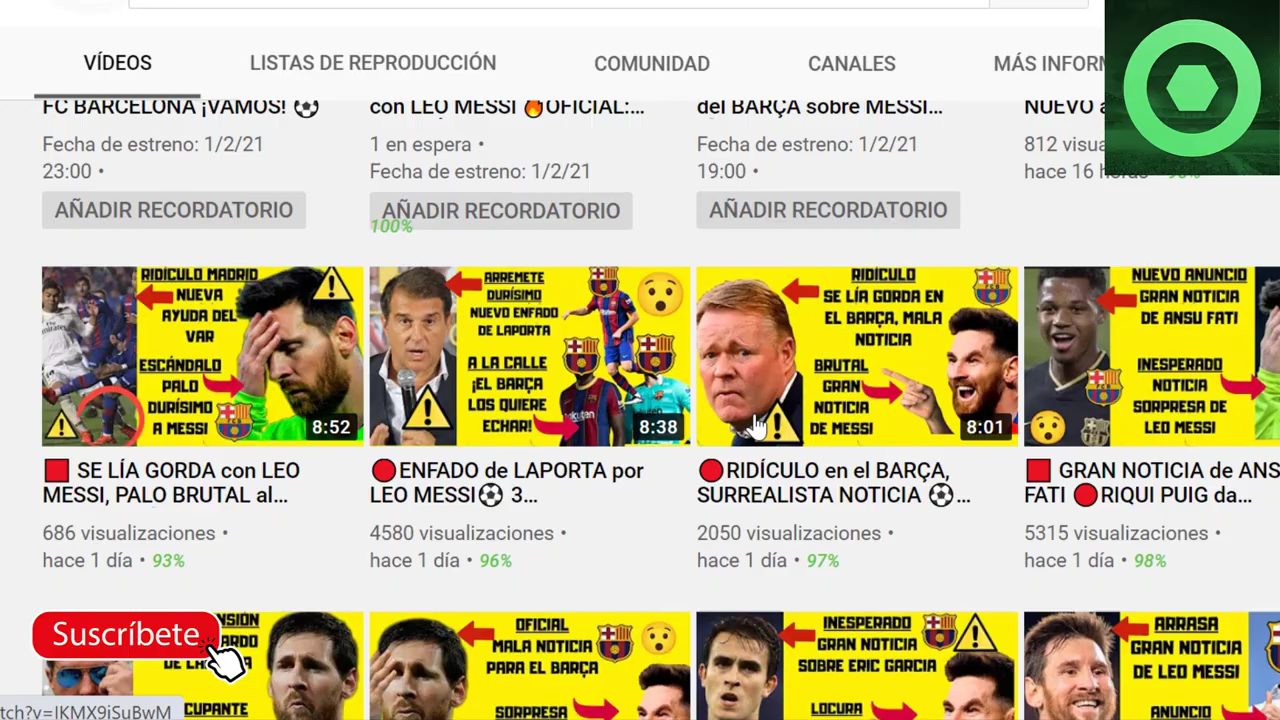 VÍDEOS
LISTAS DE REPRODUCCIÓN
COMUNIDAD
CANALES
MÁS INFORM
FC BARCELONA ¡VAMOS! ⚽
con LEO MESSI 🔥OFICIAL:...
del BARÇA sobre MESSI...
NUEVO
Fecha de estreno: 1/2/21
23:00 •
1 en espera •
Fecha de estreno: 1/2/21
Fecha de estreno: 1/2/21
19:00 •
812 visua
hace 16 horas
AÑADIR RECORDATORIO
AÑADIR RECORDATORIO
100%
AÑADIR RECORDATORIO
RIDÍCULO MADRID
NUEVA
AYUDA DEL
VAR
ESCÁNDALO
PALO
DURÍSIMO
A MESSI
8:52
ARREMETE
DURÍSIMO
NUEVO ENFADO
DE LAPORTA
A LA CALLE
¡EL BARÇA
LOS QUIERE
ECHAR!
8:38
RIDÍCULO
SE LÍA GORDA EN
EL BARÇA, MALA
NOTICIA
BRUTAL
GRAN
NOTICIA
DE MESSI
8:01
NUEVO ANUNCIO
GRAN NOTICIA
DE ANSU FATI
INESPERADO
NOTICIA
SORPRESA DE
LEO MESSI
🟥 SE LÍA GORDA con LEO
MESSI, PALO BRUTAL al...
686 visualizaciones •
hace 1 día • 93%
🔴ENFADO de LAPORTA por
LEO MESSI⚽ 3...
4580 visualizaciones •
hace 1 día • 96%
🔴RIDÍCULO en el BARÇA,
SURREALISTA NOTICIA ⚽...
2050 visualizaciones •
hace 1 día • 97%
🟥 GRAN NOTICIA de ANS
FATI 🔴RIQUI PUIG da...
5315 visualizaciones •
hace 1 día • 98%
Suscríbete
OFICIAL
MALA NOTICIA
PARA EL BARÇA
SORPRESA
INESPERADO
GRAN NOTICIA
SOBRE ERIC GARCIA
LOCURA
ARRASA
GRAN NOTICIA
DE LEO MESSI
ANUNCIO
tch?v=IKMX9iSuBwM